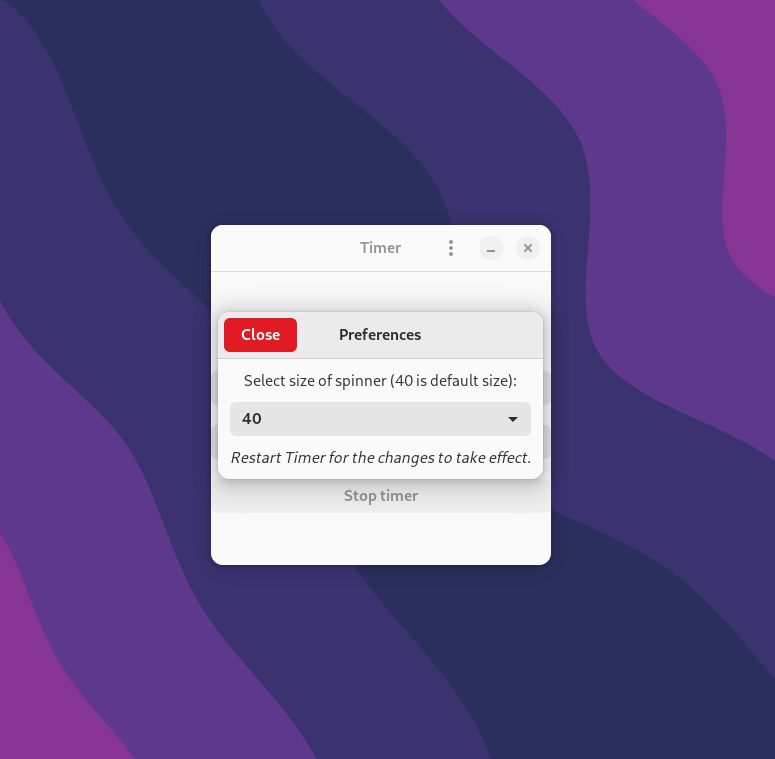 Timer
Close
Preferences
Select size of spinner (40 is default size):
40
Restart Timer for the changes to take effect.
Stop timer